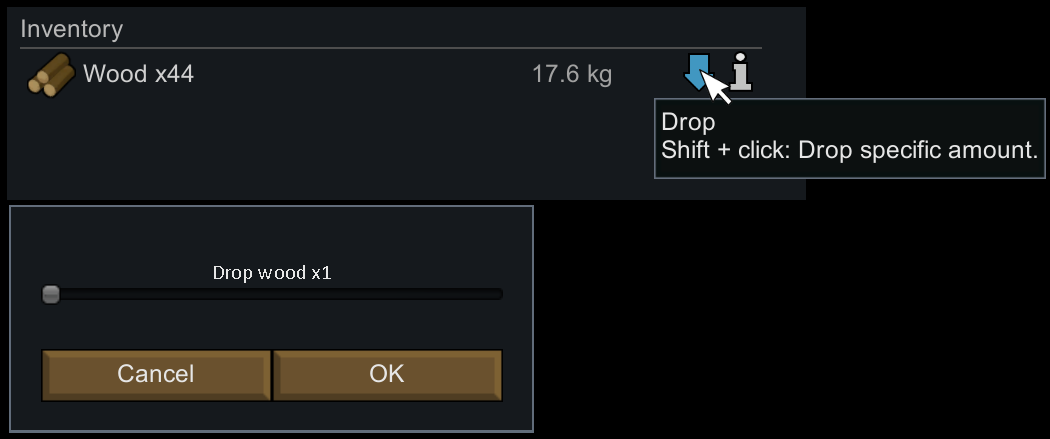 Inventory
Wood x44 17.6 kg
Drop
Shift + click: Drop specific amount.
Drop wood x1
Cancel OK